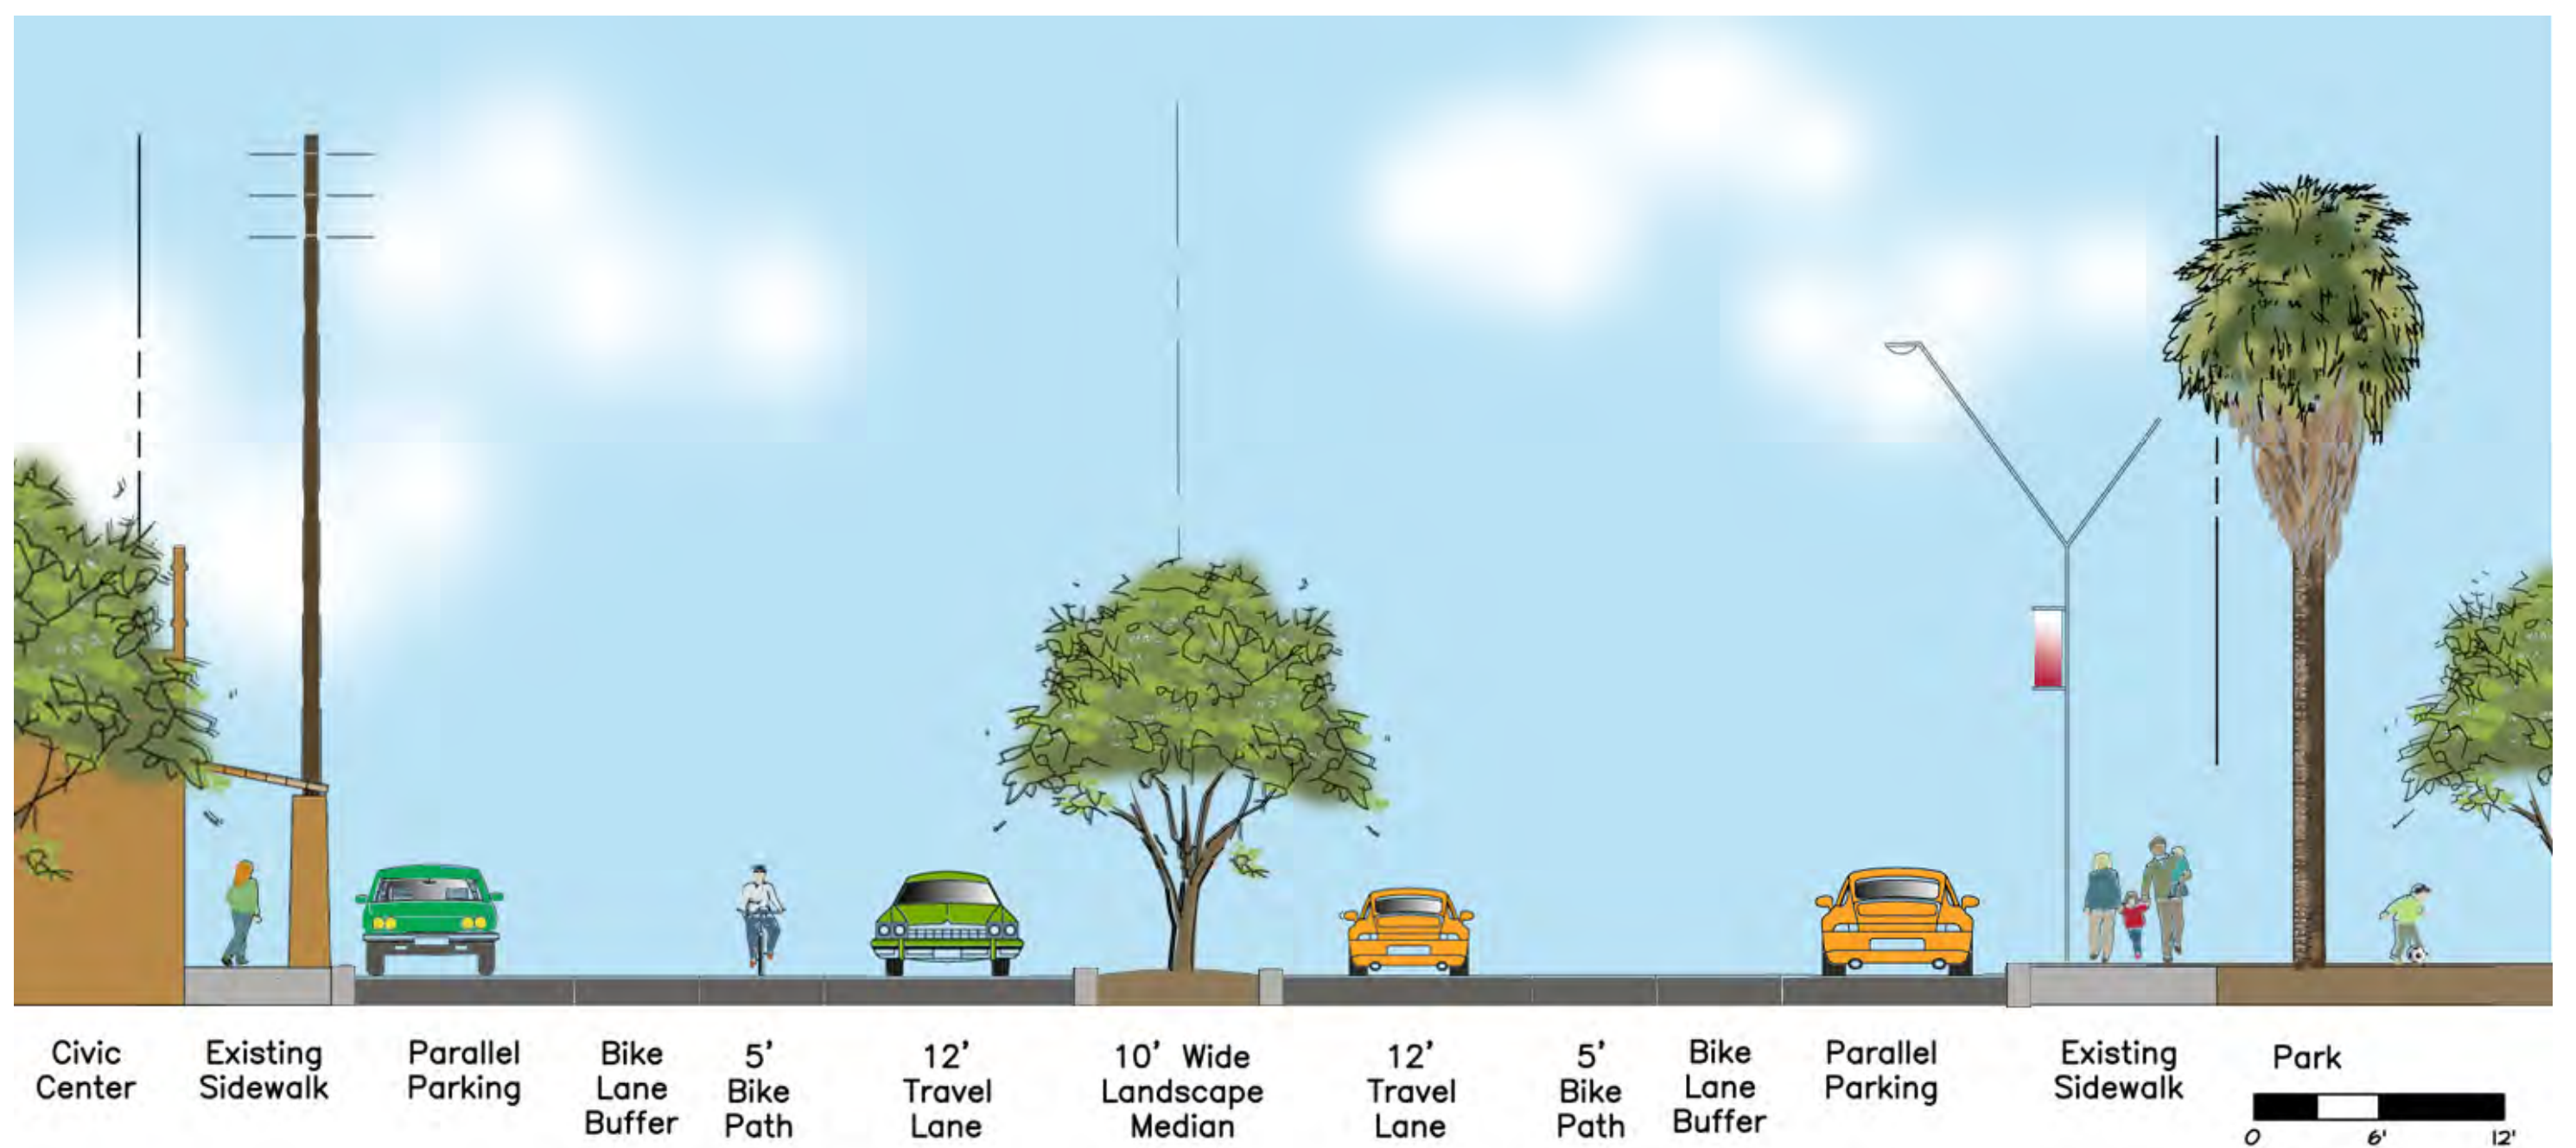 Civic
Center
Existing
Sidewalk
Parallel
Parking
Bike
Lane
Buffer
5'
Bike
Path
12'
Travel
Lane
10' Wide
Landscape
Median
12'
Travel
Lane
5'
Bike
Path
Bike
Lane
Buffer
Parallel
Parking
Existing
Sidewalk
Park
0 6' 12'